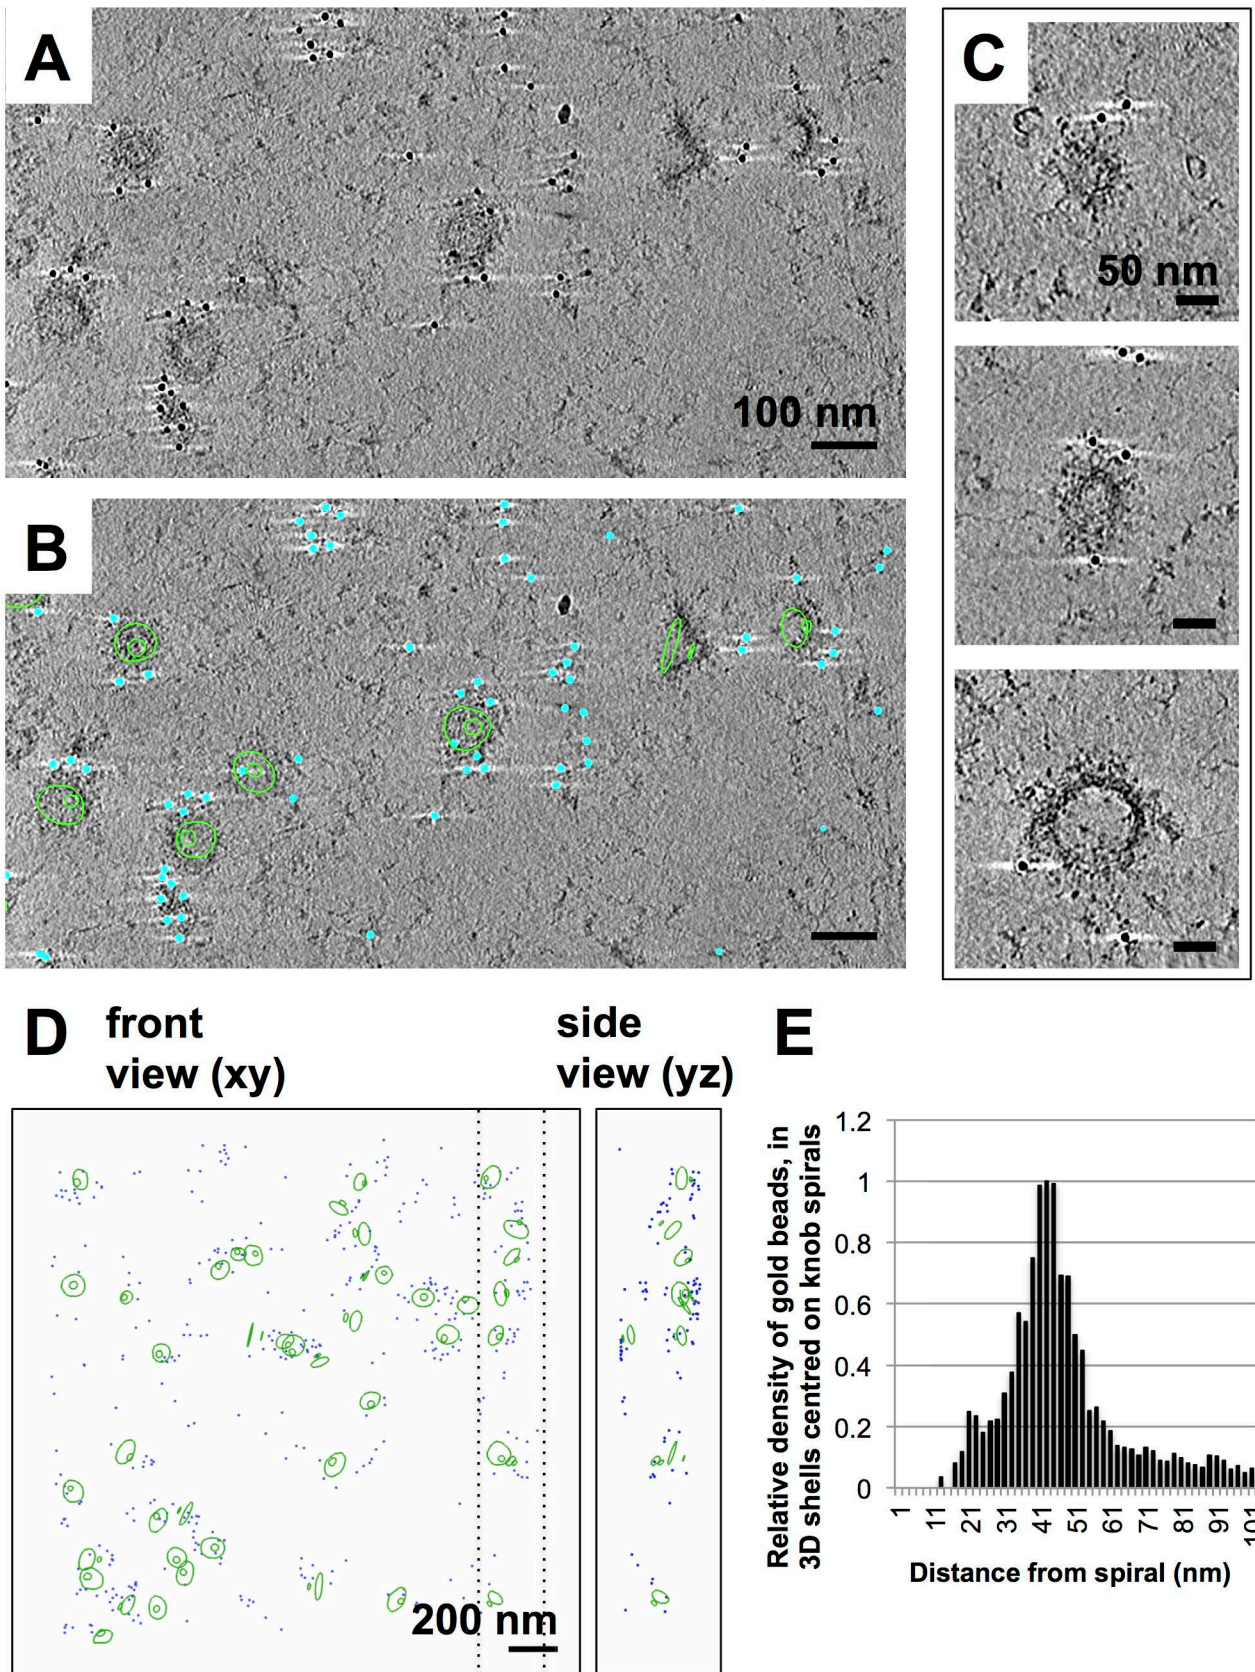 A
100 nm
B
C
50 nm
D
front
view (xy)
side
view (yz)
200 nm
E
Relative density of gold beads, in
3D shells centred on knob spirals
1.2
1
0.8
0.6
0.4
0.2
0
1 11 21 31 41 51 61 71 81 91 101
Distance from spiral (nm)